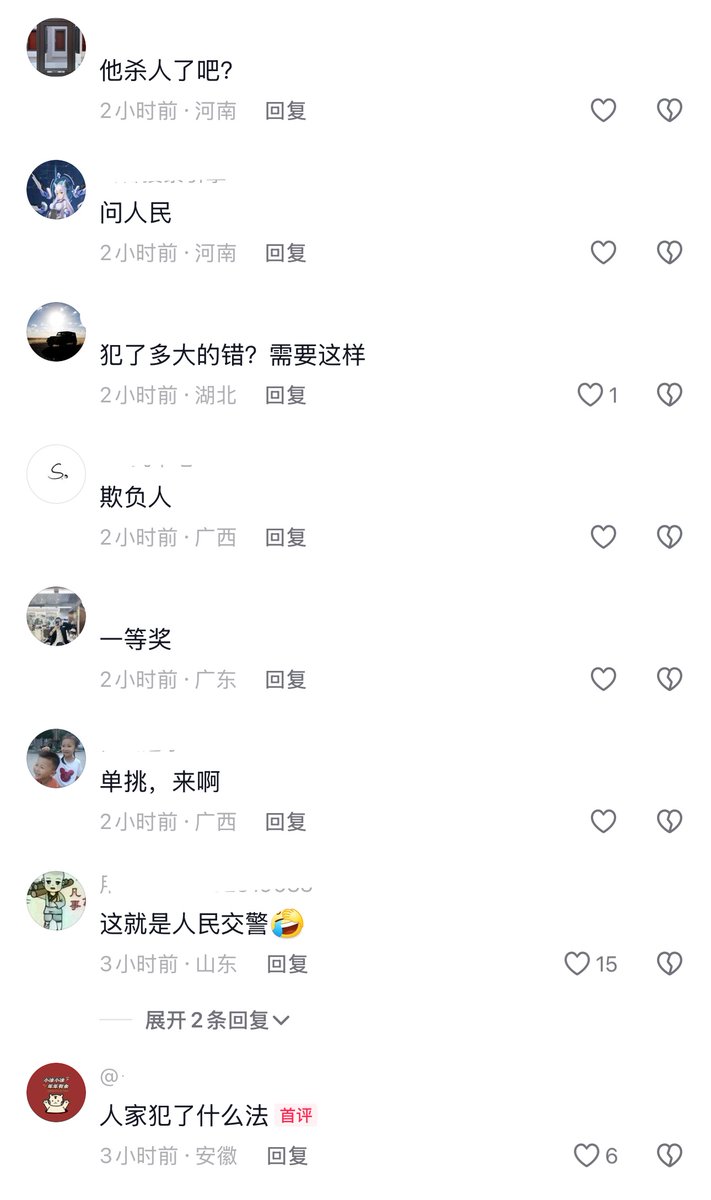 他杀人了吧？
2小时前 · 河南 回复
问人民
2小时前 · 河南 回复
犯了多大的错？需要这样
2小时前 · 湖北 回复 1
欺负人
2小时前 · 广西 回复
一等奖
2小时前 · 广东 回复
单挑，来啊
2小时前 · 广西 回复
这就是人民交警🤣
3小时前 · 山东 回复 15
展开2条回复
@
人家犯了什么法 首评
3小时前 · 安徽 回复 6